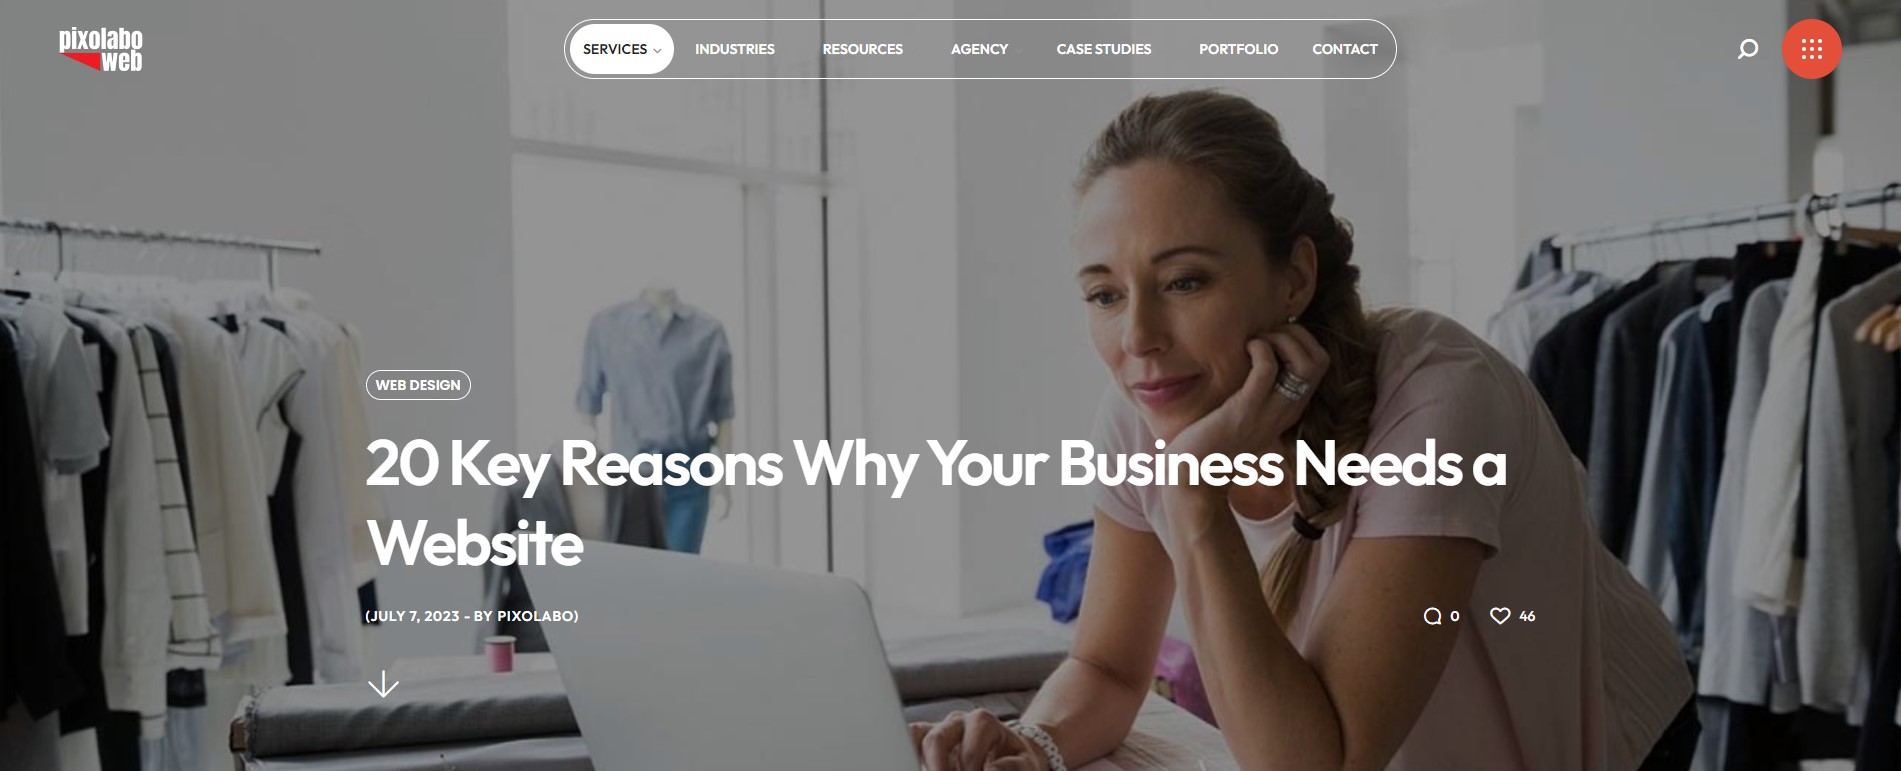 pixolabo
web
SERVICES INDUSTRIES RESOURCES AGENCY CASE STUDIES PORTFOLIO CONTACT
WEB DESIGN
20 Key Reasons Why Your Business Needs a
Website
(JULY 7, 2023 - BY PIXOLABO) 0 46